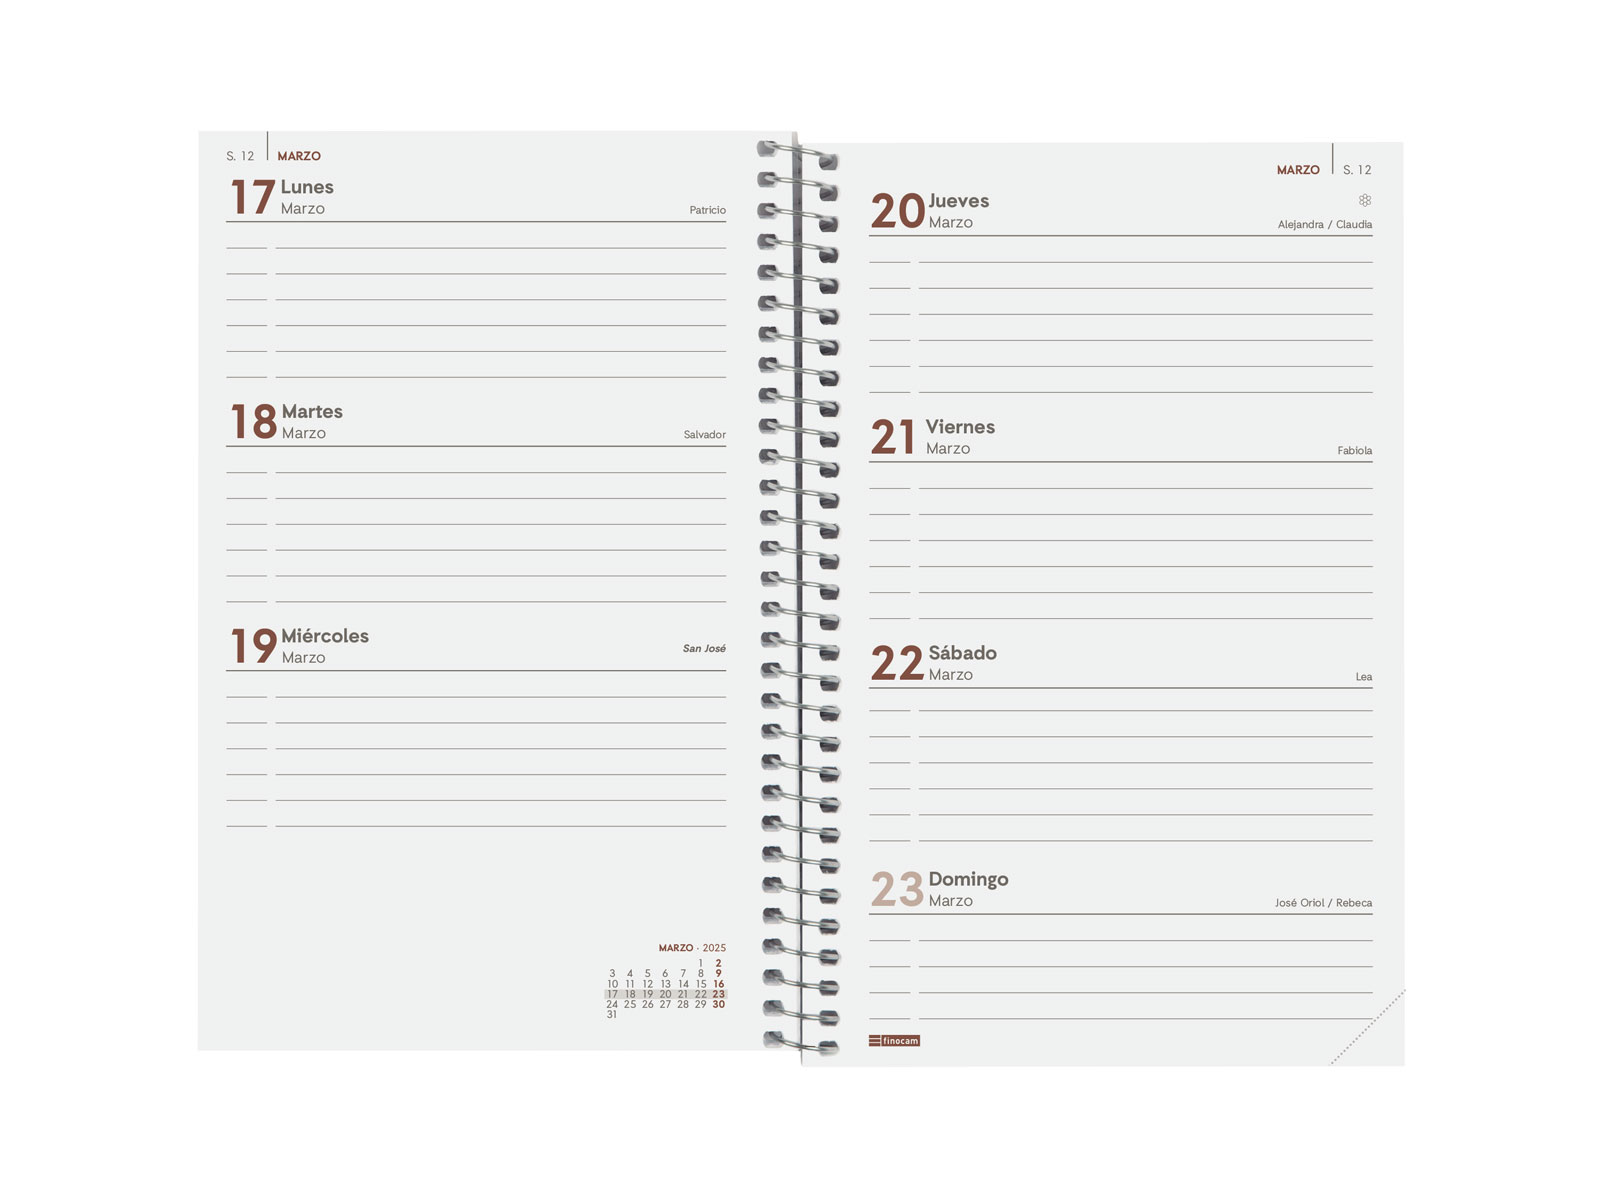 S. 12 MARZO
17 Lunes
Marzo
Patricio
18 Martes
Marzo
Salvador
19 Miércoles
Marzo
San José
MARZO · 2025
1 2
3 4 5 6 7 8 9
10 11 12 13 14 15 16
17 18 19 20 21 22 23
24 25 26 27 28 29 30
31
MARZO S. 12
20 Jueves
Marzo
Alejandra / Claudia
21 Viernes
Marzo
Fabiola
22 Sábado
Marzo
Lea
23 Domingo
Marzo
José Oriol / Rebeca
finocam